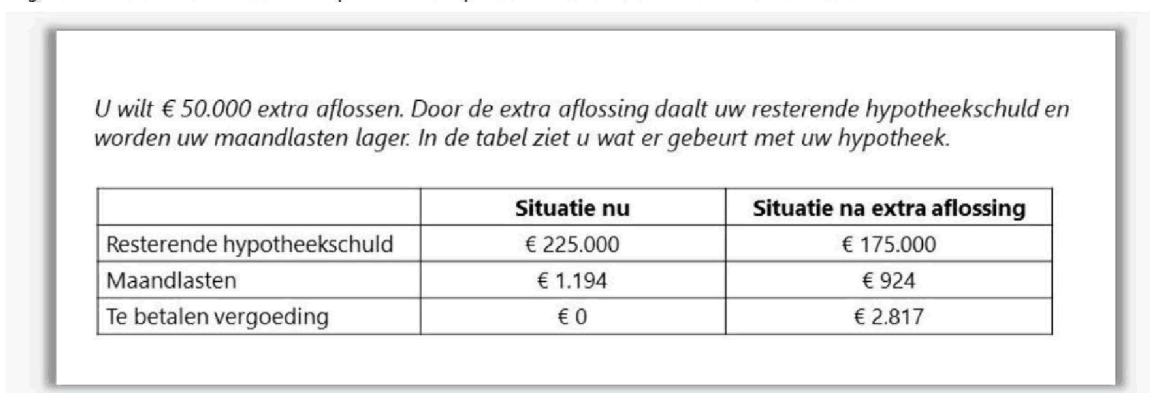 U wilt € 50.000 extra aflossen. Door de extra aflossing daalt uw resterende hypotheekschuld en
worden uw maandlasten lager. In de tabel ziet u wat er gebeurt met uw hypotheek.
Situatie nu Situatie na extra aflossing
Resterende hypotheekschuld € 225.000 € 175.000
Maandlasten € 1.194 € 924
Te betalen vergoeding € 0 € 2.817